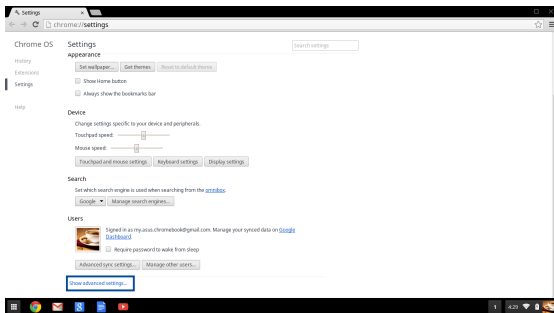 Settings
chrome://settings
Chrome OS
Settings
Search settings
History
Extensions
Settings
Help
Appearance
Set wallpaper...
Get themes
Reset to default theme
Show Home button
Always show the bookmarks bar
Device
Change settings specific to your device and peripherals.
Touchpad speed:
Mouse speed:
Touchpad and mouse settings
Keyboard settings
Display settings
Search
Set which search engine is used when searching from the omnibox.
Google
Manage search engines...
Users
Signed in as my.asus.chromebook@gmail.com. Manage your synced data on Google
Dashboard.
Require password to wake from sleep
Advanced sync settings...
Manage other users...
Show advanced settings...
1
4:29